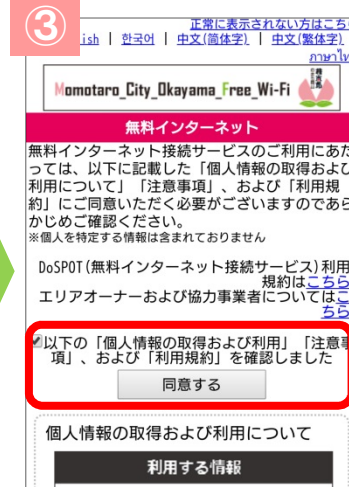 ③
正常に表示されない方はこち
ish | 한국어 | 中文(簡体字) | 中文(繁体字)
ภาษาไท
Momotaro_City_Okayama_Free_Wi-Fi
無料インターネット
無料インターネット接続サービスのご利用にあた
っては、以下に記載した「個人情報の取得および
利用について」「注意事項」、および「利用規
約」にご同意いただく必要がございますのであら
かじめご確認ください。
※個人を特定する情報は含まれておりません
DoSPOT(無料インターネット接続サービス)利用
規約はこちら
エリアオーナーおよび協力事業者についてはこ
ちら
以下の「個人情報の取得および利用」「注意事
項」、および「利用規約」を確認しました
同意する
個人情報の取得および利用について
利用する情報